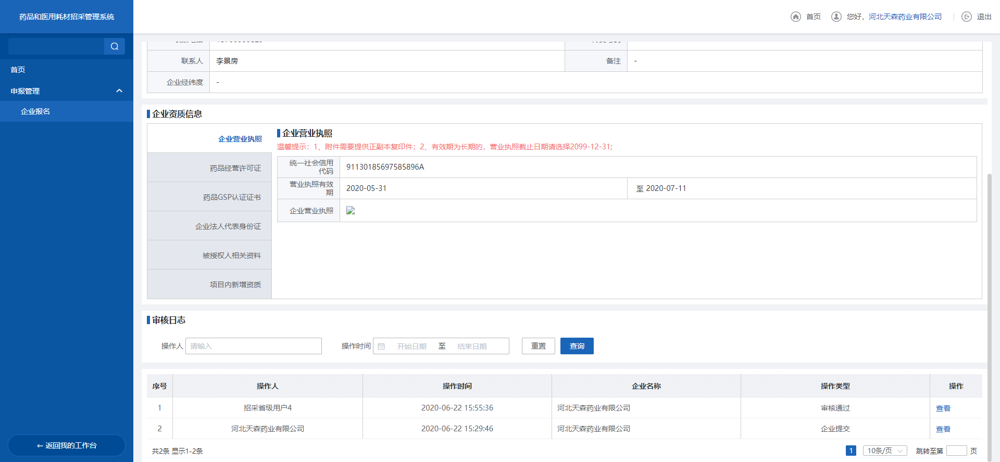 药品和医用耗材招采管理系统
首页
您好，河北天森药业有限公司
退出
首页
申报管理
企业报名
返回我的工作台
联系人
李景房
备注
-
企业经纬度
-
企业资质信息
企业营业执照
药品经营许可证
药品GSP认证证书
企业法人代表身份证
被授权人相关资料
项目内新增资质
企业营业执照
温馨提示：1、附件需要提供正副本复印件；2、有效期为长期的，营业执照截止日期请选择2099-12-31;
统一社会信用
代码
91130185697585896A
营业执照有效
期
2020-05-31
至 2020-07-11
企业营业执照
审核日志
操作人
请输入
操作时间
开始日期
至
结束日期
重置
查询
序号
操作人
操作时间
企业名称
操作类型
操作
1
招采省级用户4
2020-06-22 15:55:36
河北天森药业有限公司
审核通过
查看
2
河北天森药业有限公司
2020-06-22 15:29:46
河北天森药业有限公司
企业提交
查看
共2条 显示1-2条
1
10条/页
跳转至第
页